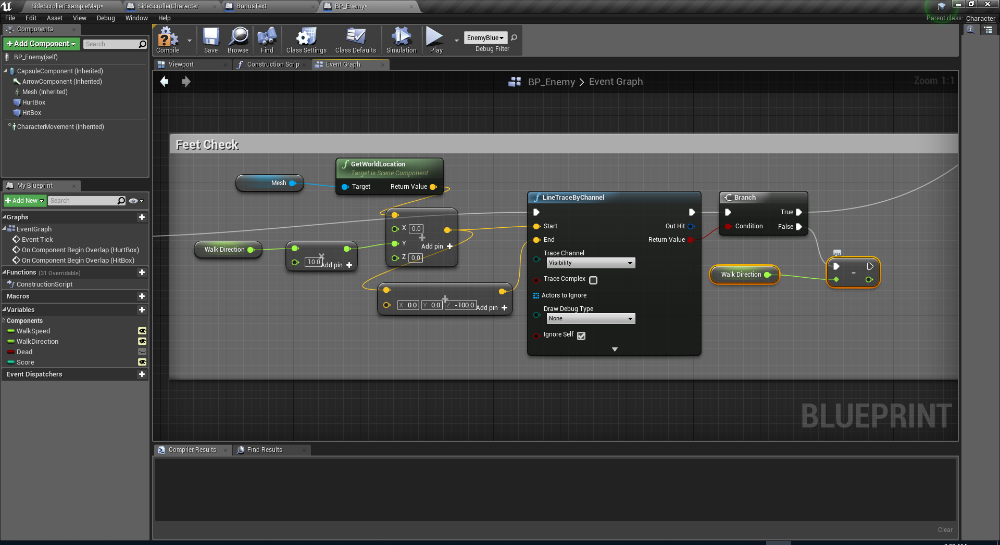 SideScrollerExampleMap*
SideScrollerCharacter
BonusText
BP_Enemy*
File Edit Asset View Debug Window Help
Parent class: Character
Components
Add Component
Search
BP_Enemy(self)
CapsuleComponent (Inherited)
ArrowComponent (Inherited)
Mesh (Inherited)
HurtBox
HitBox
CharacterMovement (Inherited)
Compile
Save
Browse
Find
Class Settings
Class Defaults
Simulation
Play
EnemyBlue
Debug Filter
Viewport
Construction Scrip
Event Graph
BP_Enemy > Event Graph
Zoom 1:1
My Blueprint
Add New
Search
Graphs
EventGraph
Event Tick
On Component Begin Overlap (HurtBox)
On Component Begin Overlap (HitBox)
Functions (31 Overridable)
ConstructionScript
Macros
Variables
Components
WalkSpeed
WalkDirection
Dead
Score
Event Dispatchers
Feet Check
Mesh
GetWorldLocation
Target is Scene Component
Target
Return Value
Walk Direction
10.0
Add pin +
X 0.0
Y
Z 0.0
Add pin +
X 0.0 Y 0.0 Z -100.0
Add pin +
LineTraceByChannel
Start
Out Hit
End
Return Value
Trace Channel
Visibility
Trace Complex
Actors to Ignore
Draw Debug Type
None
Ignore Self
Branch
True
Condition
False
Walk Direction
-
BLUEPRINT
Compiler Results
Find Results
Clear